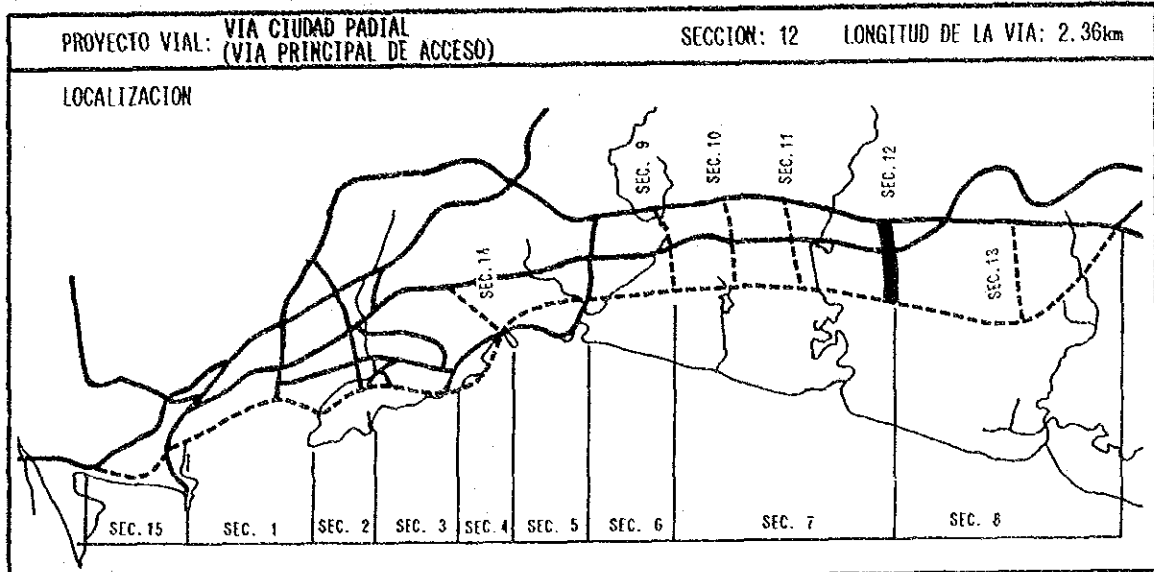 PROYECTO VIAL: VIA CIUDAD PADIAL
(VIA PRINCIPAL DE ACCESO)
SECCION: 12 LONGITUD DE LA VIA: 2.36km
LOCALIZACION
SEC. 9
SEC. 10
SEC. 11
SEC. 12
SEC. 14
SEC. 13
SEC. 15
SEC. 1
SEC. 2
SEC. 3
SEC. 4
SEC. 5
SEC. 6
SEC. 7
SEC. 8